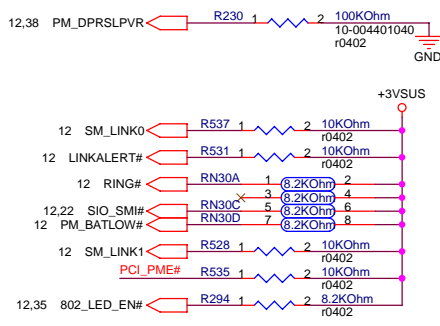 12,38 PM_DPRSLPVR R230 1 2 100KOhm
10-004401040
r0402
GND
+3VSUS
12 SM_LINK0 R537 1 2 10KOhm
r0402
12 LINKALERT# R531 1 2 10KOhm
r0402
12 RING# RN30A 1 8.2KOhm 2
3 8.2KOhm 4
12,22 SIO_SMI# RN30C 5 8.2KOhm 6
12 PM_BATLOW# RN30D 7 8.2KOhm 8
12 SM_LINK1 R528 1 2 10KOhm
r0402
PCI_PME# R535 1 2 10KOhm
r0402
12,35 802_LED_EN# R294 1 2 8.2KOhm
r0402